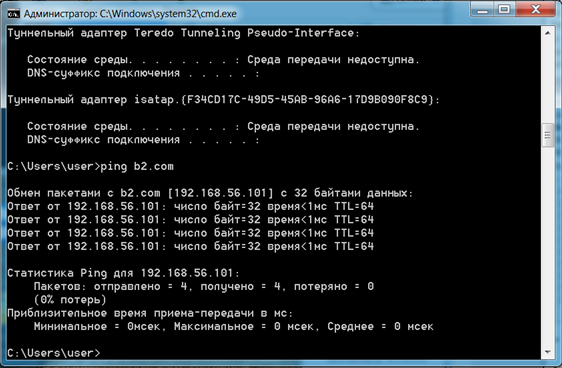 Администратор: C:\Windows\system32\cmd.exe
Туннельный адаптер Teredo Tunneling Pseudo-Interface:
Состояние среды. . . . . . . . : Среда передачи недоступна.
DNS-суффикс подключения . . . . . :
Туннельный адаптер isatap.{F34CD17C-49D5-45AB-96A6-17D9B090F8C9}:
Состояние среды. . . . . . . . : Среда передачи недоступна.
DNS-суффикс подключения . . . . . :
C:\Users\user>ping b2.com
Обмен пакетами с b2.com [192.168.56.101] с 32 байтами данных:
Ответ от 192.168.56.101: число байт=32 время<1мс TTL=64
Ответ от 192.168.56.101: число байт=32 время<1мс TTL=64
Ответ от 192.168.56.101: число байт=32 время<1мс TTL=64
Ответ от 192.168.56.101: число байт=32 время<1мс TTL=64
Статистика Ping для 192.168.56.101:
Пакетов: отправлено = 4, получено = 4, потеряно = 0
(0% потерь)
Приблизительное время приема-передачи в мс:
Минимальное = 0мсек, Максимальное = 0 мсек, Среднее = 0 мсек
C:\Users\user>